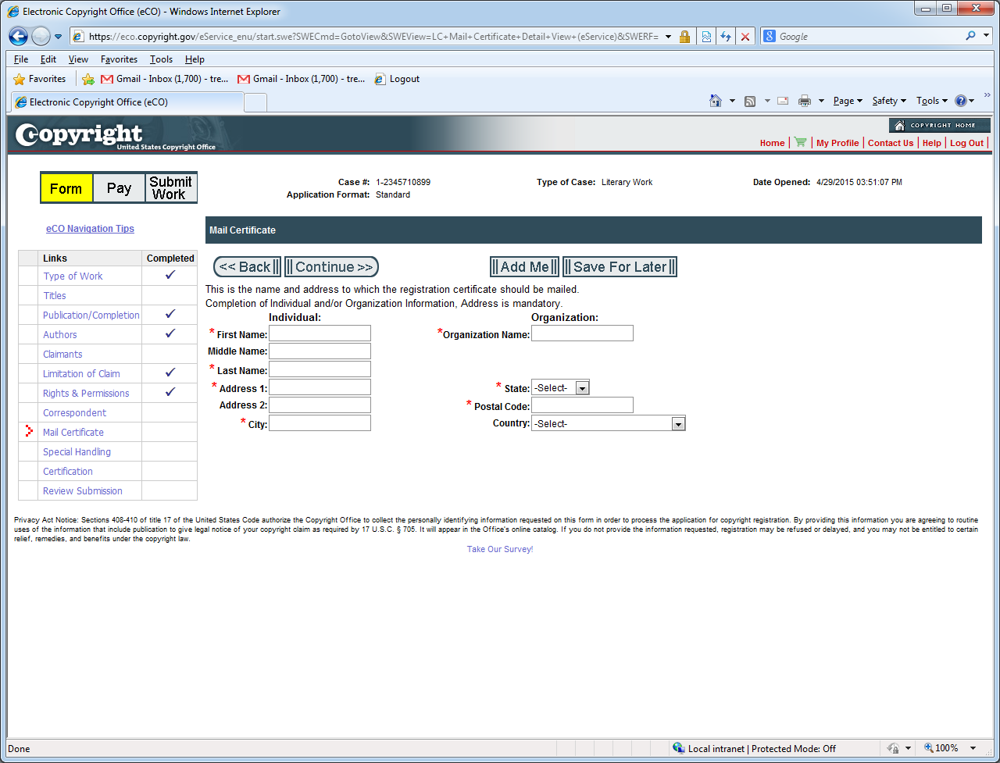 Electronic Copyright Office (eCO) - Windows Internet Explorer
https://eco.copyright.gov/eService_enu/start.swe?SWECmd=GotoView&SWEView=LC+Mail+Certificate+Detail+View+(eService)&SWERF=
Google
File Edit View Favorites Tools Help
Favorites Gmail - Inbox (1,700) - tre... Gmail - Inbox (1,700) - tre... Logout
Electronic Copyright Office (eCO)
Page Safety Tools
Copyright
United States Copyright Office
COPYRIGHT HOME
Home | My Profile | Contact Us | Help | Log Out |
Form Pay Submit Work
Case #: 1-2345710899 Type of Case: Literary Work Date Opened: 4/29/2015 03:51:07 PM
Application Format: Standard
eCO Navigation Tips
Mail Certificate
Links Completed
Type of Work
Titles
Publication/Completion
Authors
Claimants
Limitation of Claim
Rights & Permissions
Correspondent
Mail Certificate
Special Handling
Certification
Review Submission
<< Back Continue >> Add Me Save For Later
This is the name and address to which the registration certificate should be mailed.
Completion of Individual and/or Organization Information, Address is mandatory.
Individual: Organization:
* First Name: *Organization Name:
Middle Name:
* Last Name:
* Address 1: * State: -Select-
Address 2: * Postal Code:
* City: Country: -Select-
Privacy Act Notice: Sections 408-410 of title 17 of the United States Code authorize the Copyright Office to collect the personally identifying information requested on this form in order to process the application for copyright registration. By providing this information you are agreeing to routine
uses of the information that include publication to give legal notice of your copyright claim as required by 17 U.S.C. § 705. It will appear in the Office's online catalog. If you do not provide the information requested, registration may be refused or delayed, and you may not be entitled to certain
relief, remedies, and benefits under the copyright law.
Take Our Survey!
Done Local intranet | Protected Mode: Off 100%